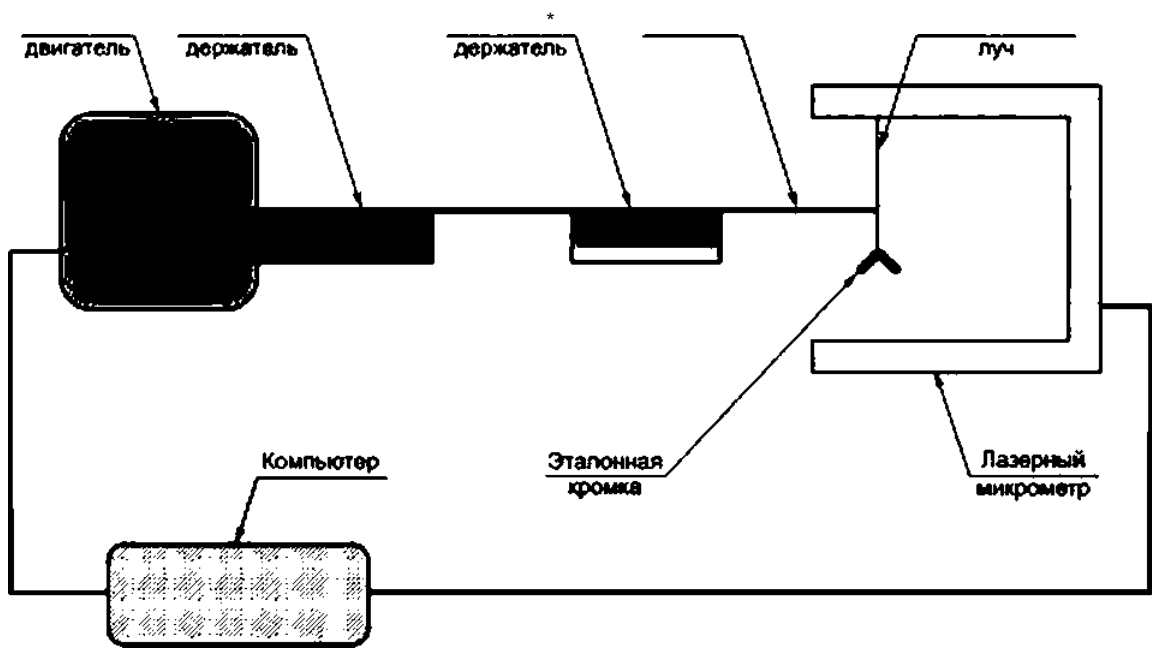 *
двигатель
держатель
держатель
луч
Компьютер
Эталонная
кромка
Лазерный
микрометр